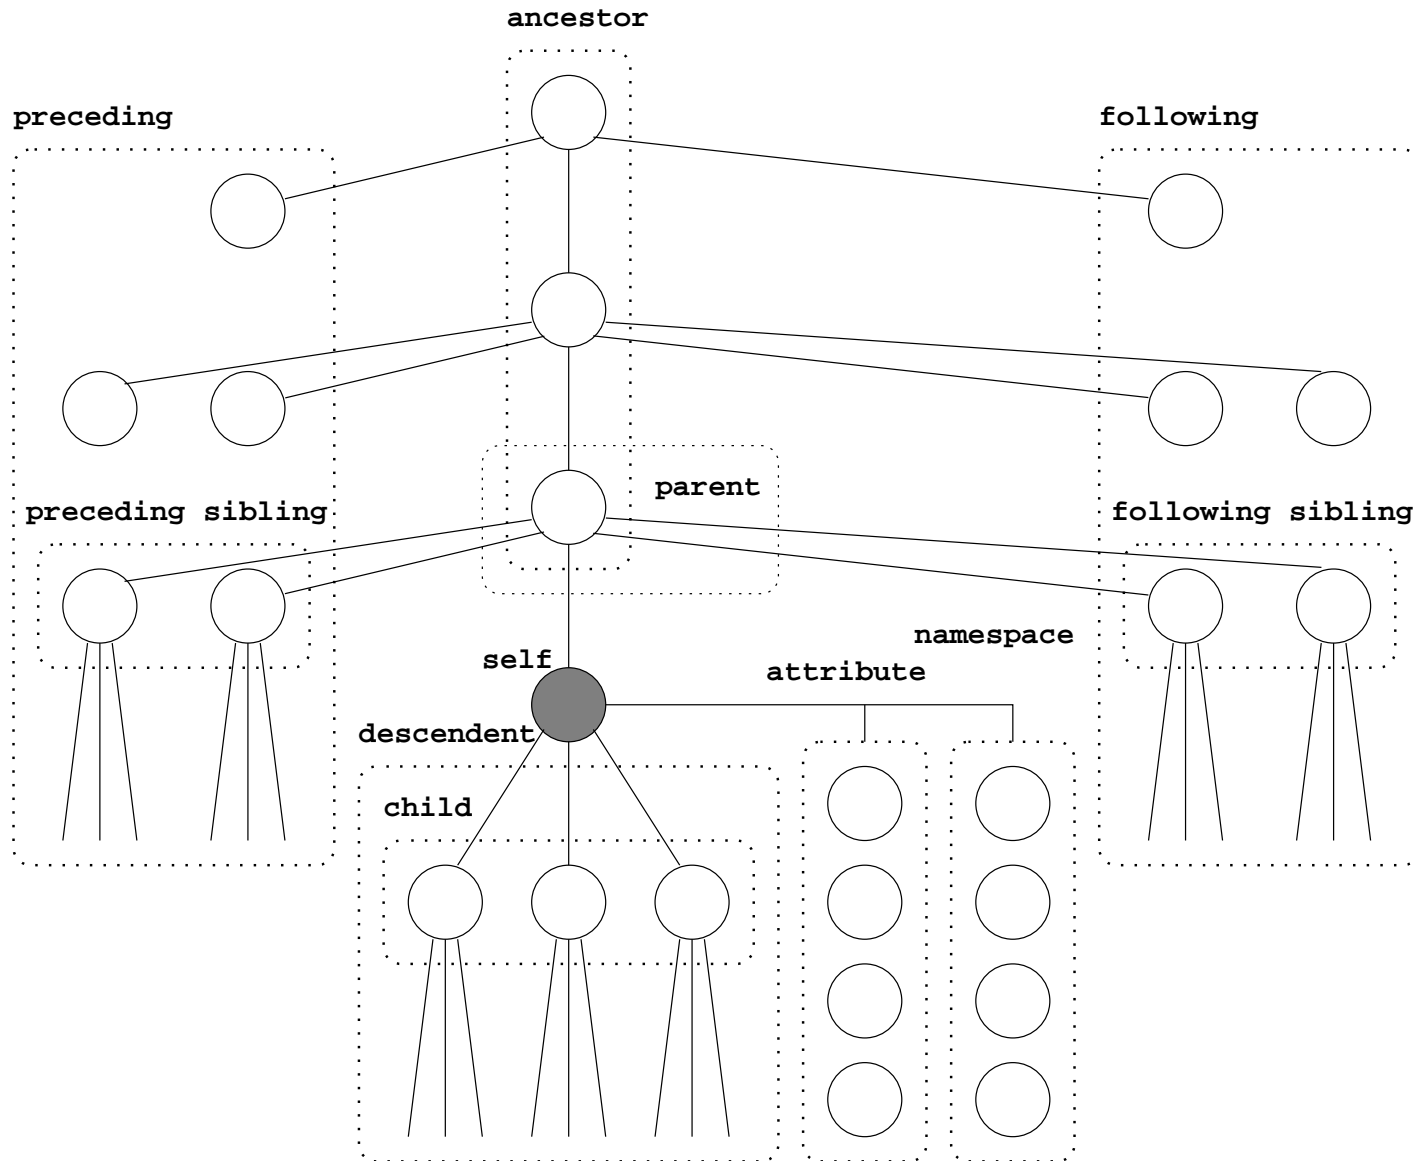 ancestor
preceding
following
parent
preceding sibling
following sibling
namespace
self
attribute
descendent
child